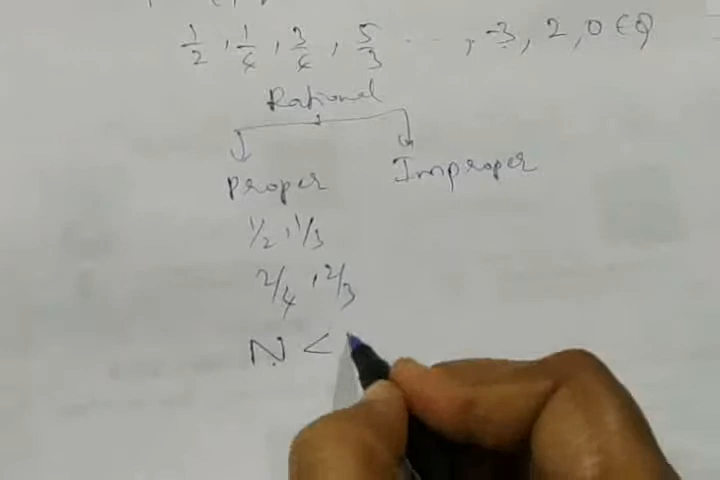 1/2, 1/4, 3/4, 5/3 ..., -3, 2, 0 ∈ Q
Rational
Proper Improper
1/2, 1/3
2/4, 2/3
N <